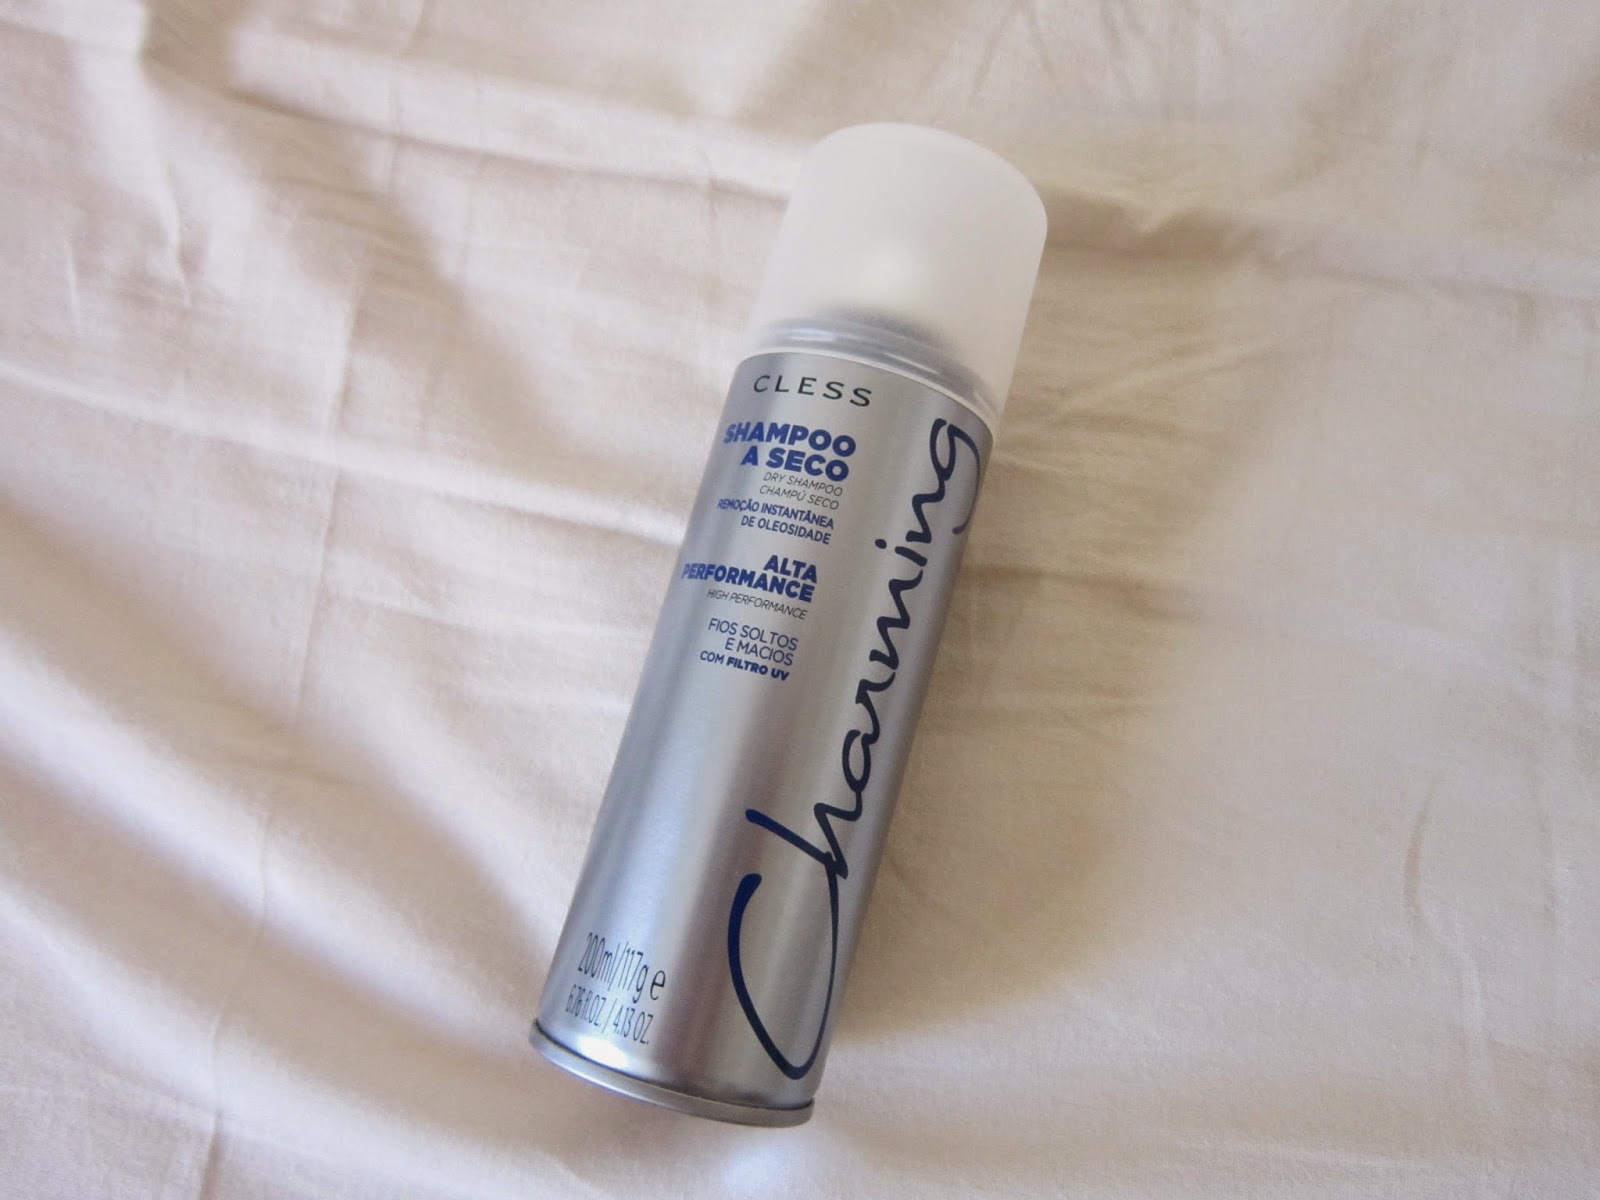 CLESS
SHAMPOO
A SECO
DRY SHAMPOO
CHAMPÚ SECO
REMOÇÃO INSTANTÂNEA
DE OLEOSIDADE
ALTA
PERFORMANCE
HIGH PERFORMANCE
FIOS SOLTOS
E MACIOS
COM FILTRO UV
Charming
200ml/117g e
6.76 fl.OZ. | 4.13 OZ.